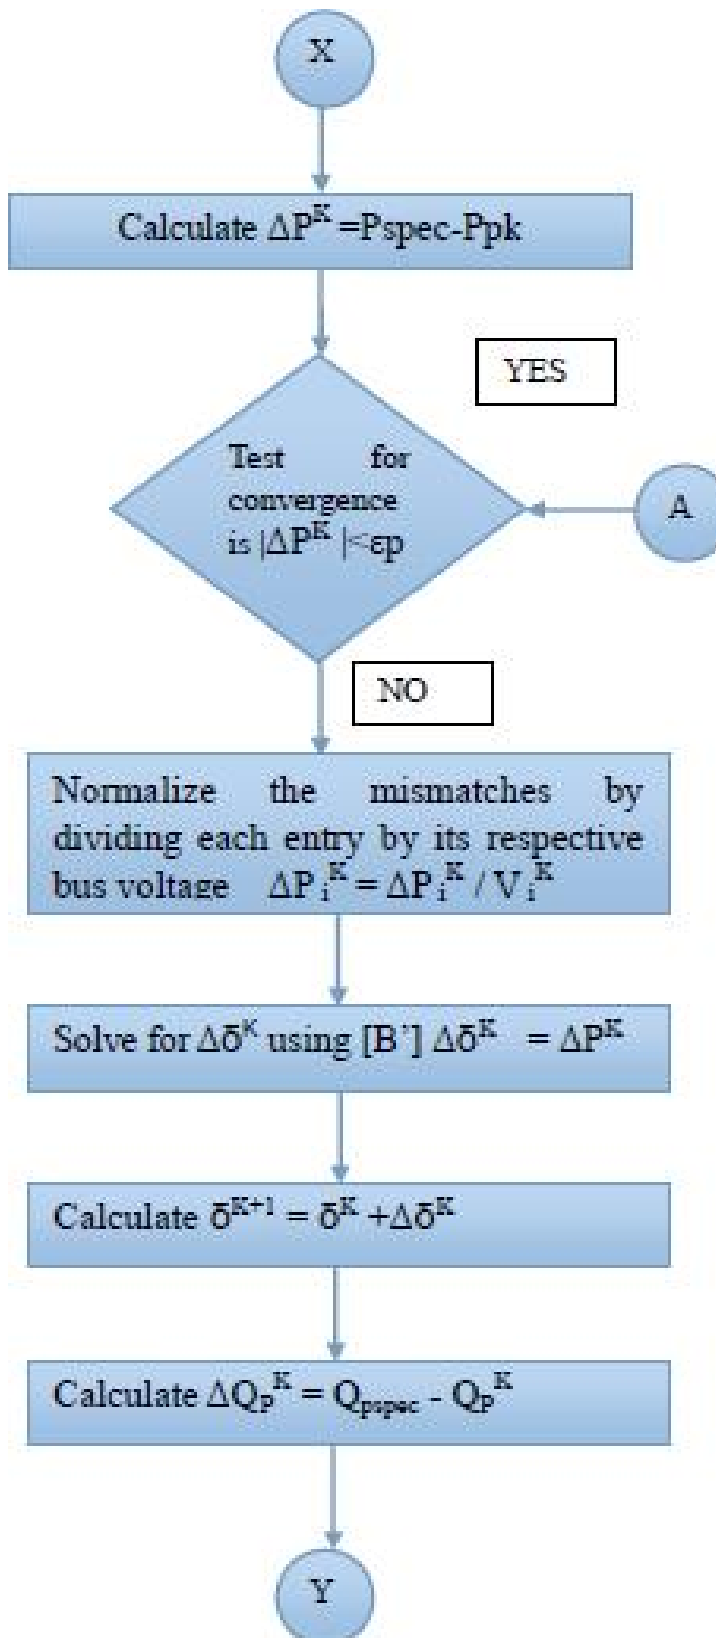 X
Calculate ΔP^K =Pspec-Ppk
YES
Test for
convergence
is |ΔP^K |<εp
A
NO
Normalize the mismatches by
dividing each entry by its respective
bus voltage ΔP_i^K = ΔP_i^K / V_i^K
Solve for Δδ^K using [B'] Δδ^K = ΔP^K
Calculate δ^K+1 = δ^K +Δδ^K
Calculate ΔQ_P^K = Q_pspec - Q_P^K
Y